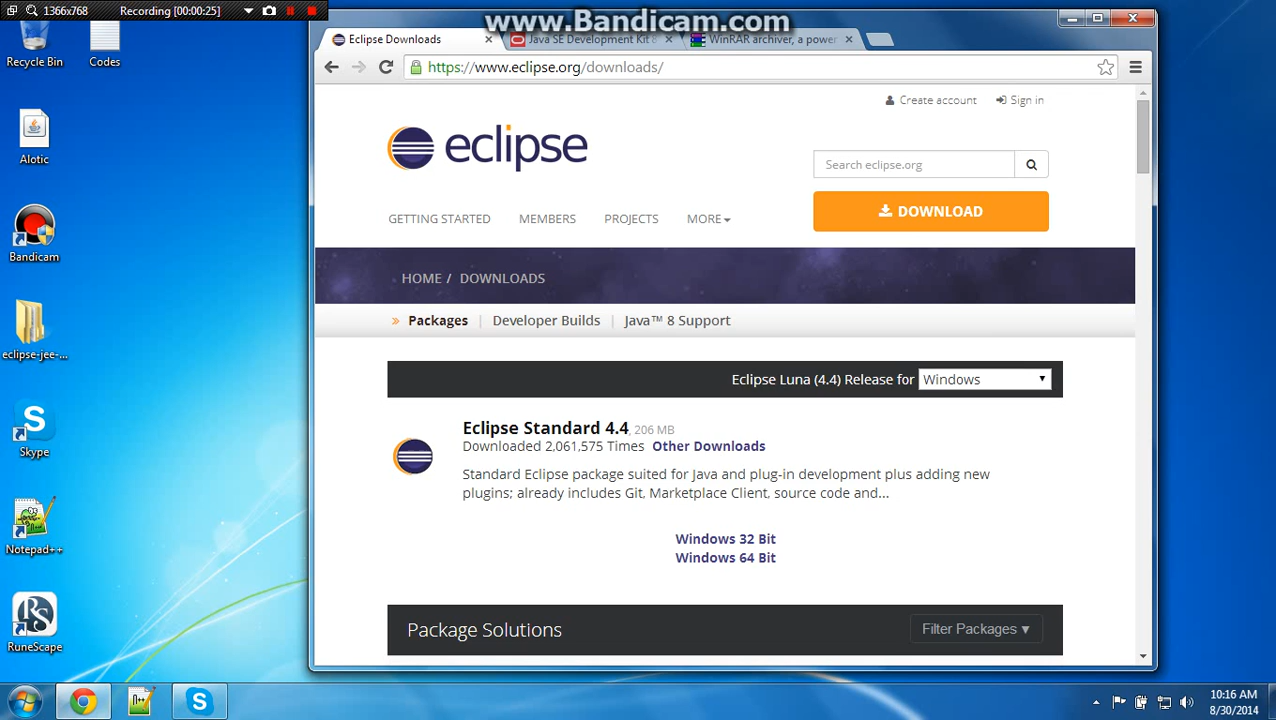 1366x768 Recording [00:00:25]
www.Bandicam.com
Recycle Bin
Codes
Alotic
Bandicam
eclipse-jee-...
Skype
Notepad++
RuneScape
Eclipse Downloads
Java SE Development Kit 8
WinRAR archiver, a power
https://www.eclipse.org/downloads/
Create account Sign in
eclipse
Search eclipse.org
DOWNLOAD
GETTING STARTED MEMBERS PROJECTS MORE
HOME / DOWNLOADS
Packages Developer Builds Java™ 8 Support
Eclipse Luna (4.4) Release for Windows
Eclipse Standard 4.4, 206 MB
Downloaded 2,061,575 Times Other Downloads
Standard Eclipse package suited for Java and plug-in development plus adding new
plugins; already includes Git, Marketplace Client, source code and...
Windows 32 Bit
Windows 64 Bit
Package Solutions Filter Packages ▾
10:16 AM
8/30/2014